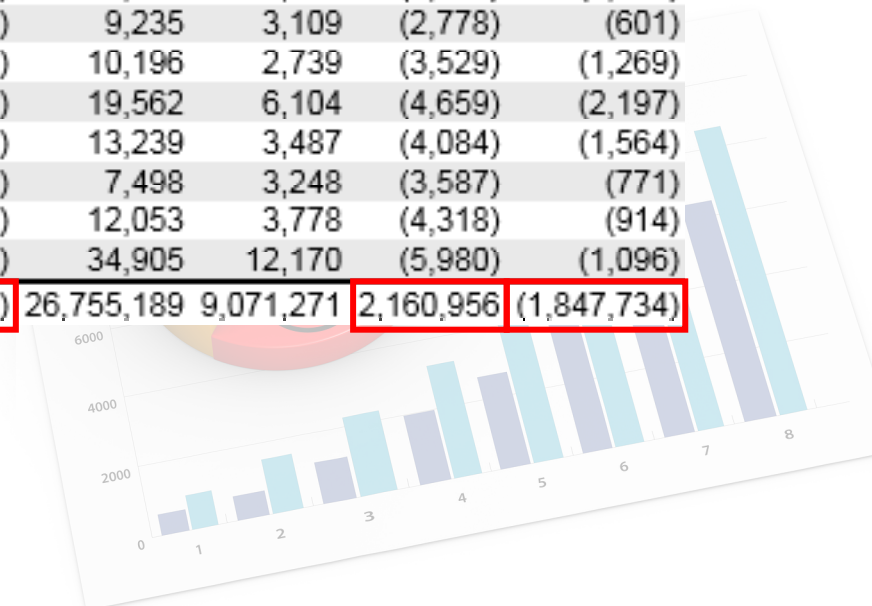 ) 9,235 3,109 (2,778) (601)
) 10,196 2,739 (3,529) (1,269)
) 19,562 6,104 (4,659) (2,197)
) 13,239 3,487 (4,084) (1,564)
) 7,498 3,248 (3,587) (771)
) 12,053 3,778 (4,318) (914)
) 34,905 12,170 (5,980) (1,096)
) 26,755,189 9,071,271 2,160,956 (1,847,734)
6000
4000
2000
0 1 2 3 4 5 6 7 8